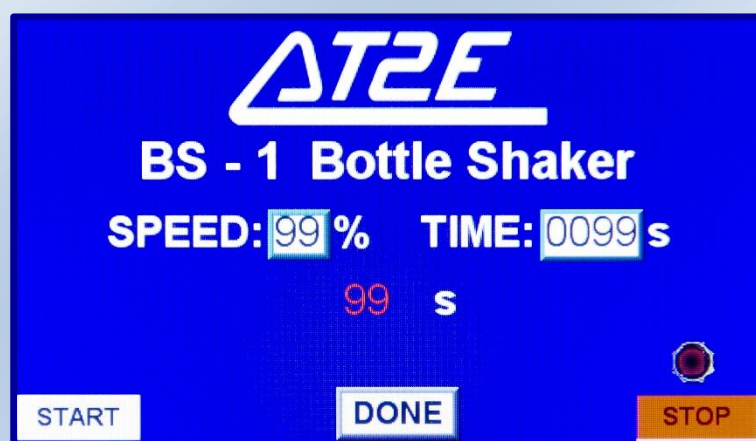 AT2E
BS - 1 Bottle Shaker
SPEED: 99 % TIME: 0099 s
99 s
START DONE STOP